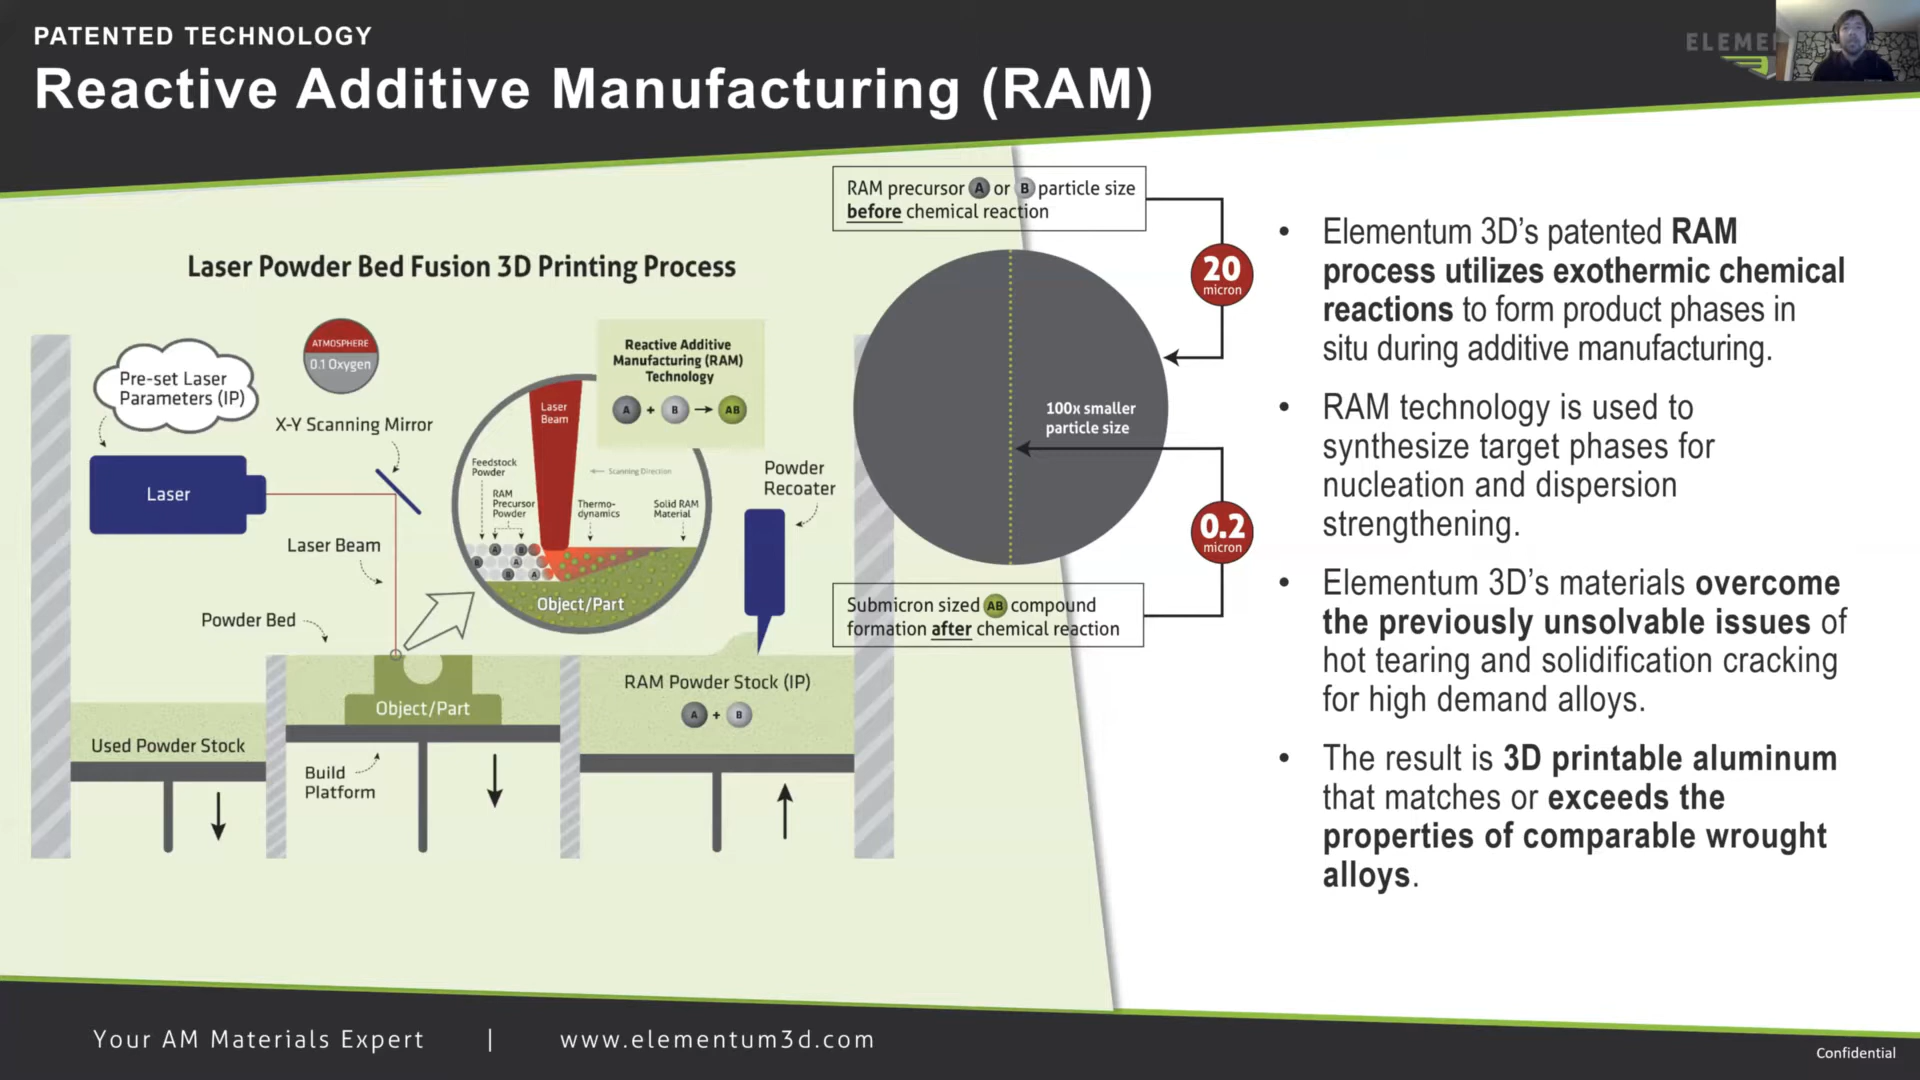 PATENTED TECHNOLOGY
Reactive Additive Manufacturing (RAM)
Laser Powder Bed Fusion 3D Printing Process
ATMOSPHERE
0.1 Oxygen
Pre-set Laser
Parameters (IP)
X-Y Scanning Mirror
Laser
Laser Beam
Powder Bed
Reactive Additive
Manufacturing (RAM)
Technology
A + B → AB
Laser
Beam
Scanning Direction
Feedstock
Powder
RAM
Precursor
Powder
Thermo-
dynamics
Solid RAM
Material
A B
B A
B A
Object/Part
Powder
Recoater
RAM Powder Stock (IP)
A + B
Object/Part
Used Powder Stock
Build
Platform
RAM precursor A or B particle size
before chemical reaction
20
micron
100x smaller
particle size
0.2
micron
Submicron sized AB compound
formation after chemical reaction
• Elementum 3D’s patented RAM
process utilizes exothermic chemical
reactions to form product phases in
situ during additive manufacturing.
• RAM technology is used to
synthesize target phases for
nucleation and dispersion
strengthening.
• Elementum 3D’s materials overcome
the previously unsolvable issues of
hot tearing and solidification cracking
for high demand alloys.
• The result is 3D printable aluminum
that matches or exceeds the
properties of comparable wrought
alloys.
Your AM Materials Expert | www.elementum3d.com
Confidential